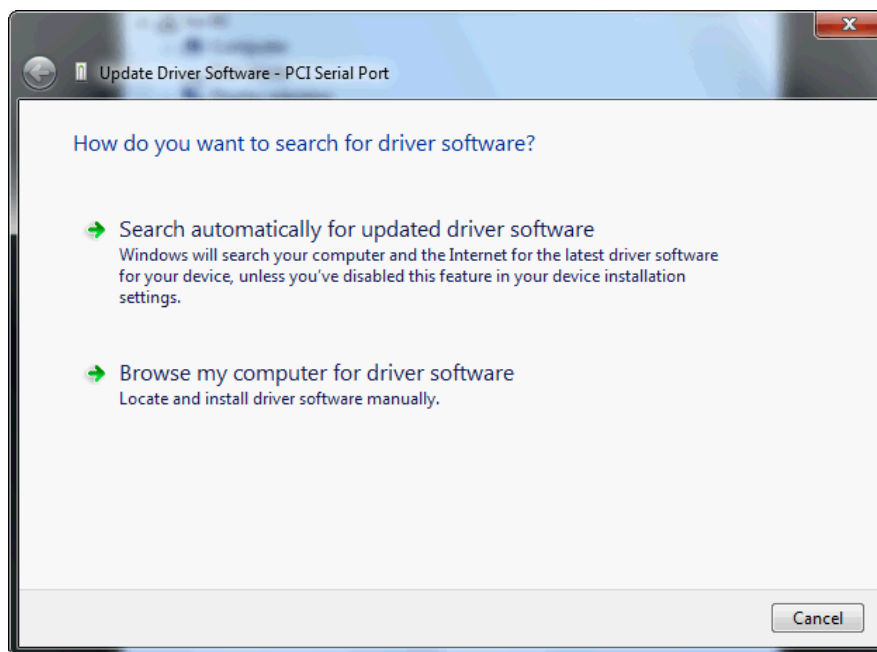 Computer
Update Driver Software - PCI Serial Port
How do you want to search for driver software?
Search automatically for updated driver software
Windows will search your computer and the Internet for the latest driver software
for your device, unless you've disabled this feature in your device installation
settings.
Browse my computer for driver software
Locate and install driver software manually.
Cancel